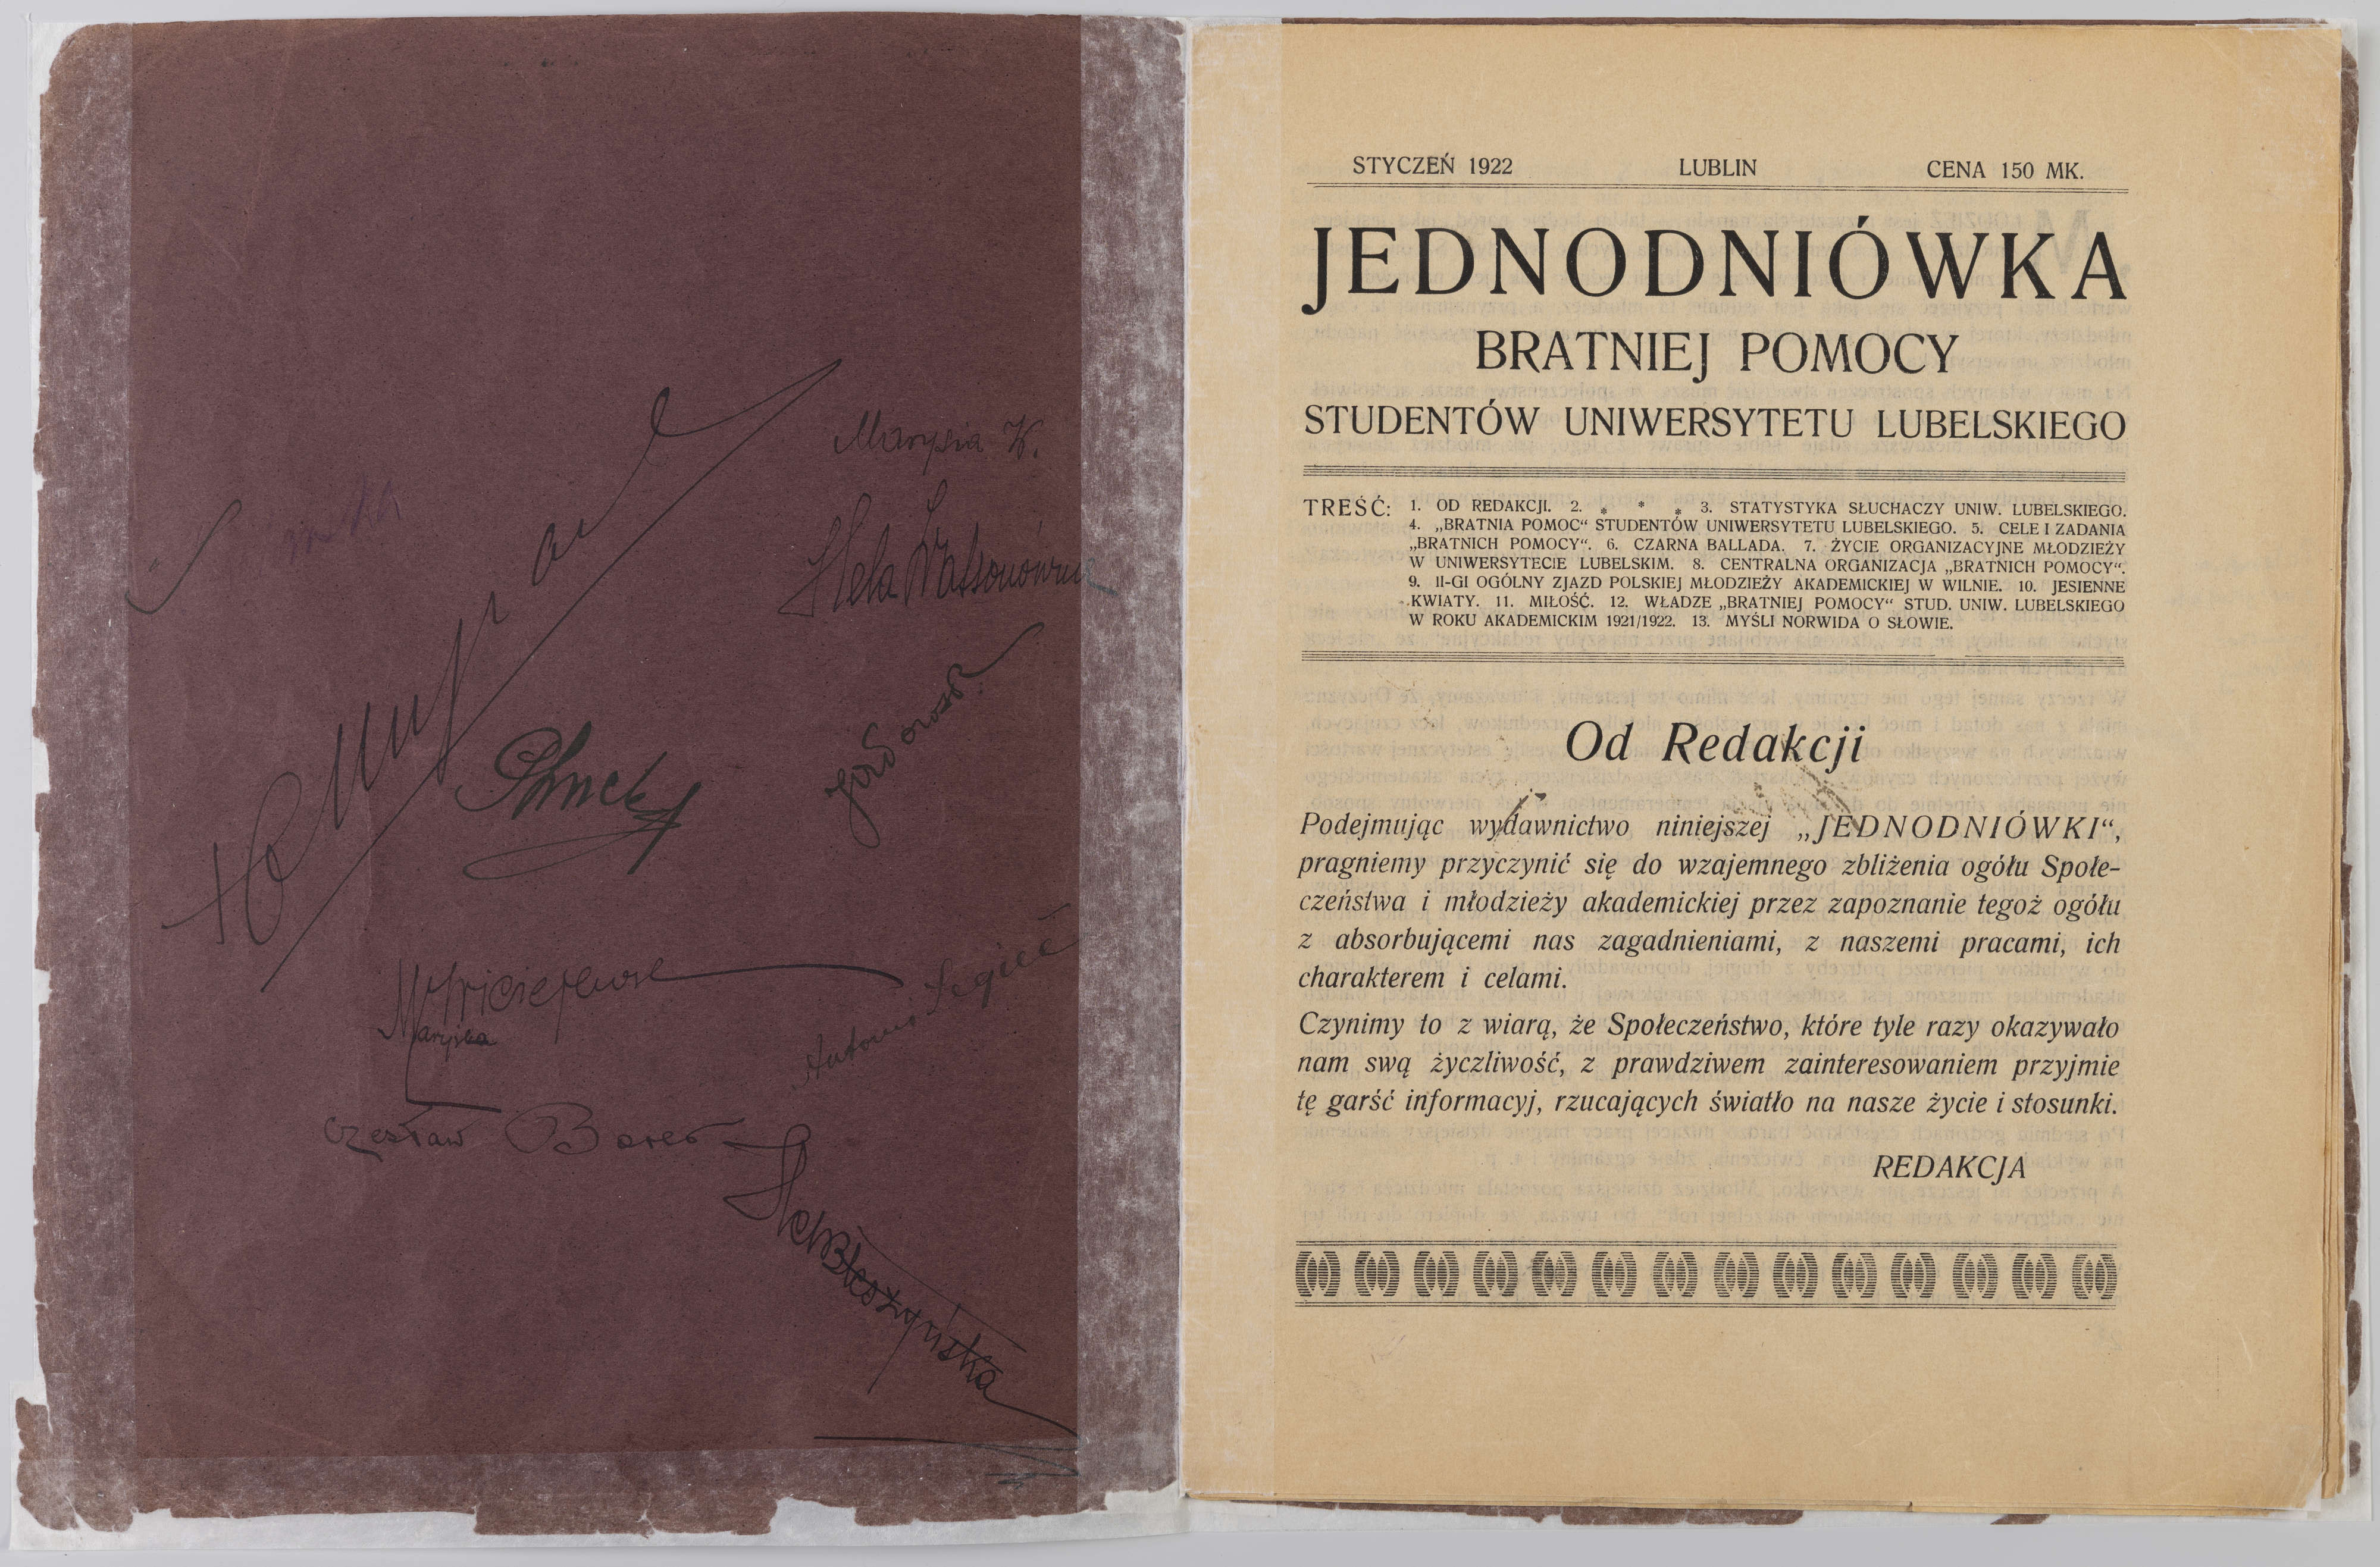 Marysia W.
Hela Watsonówna
Marysia
Antoni
Czesław
STYCZEŃ 1922 LUBLIN CENA 150 MK.
JEDNODNIÓWKA
BRATNIEJ POMOCY
STUDENTÓW UNIWERSYTETU LUBELSKIEGO
TREŚĆ: 1. OD REDAKCJI. 2. * * * 3. STATYSTYKA SŁUCHACZY UNIW. LUBELSKIEGO.
4. „BRATNIA POMOC“ STUDENTÓW UNIWERSYTETU LUBELSKIEGO. 5. CELE I ZADANIA
„BRATNICH POMOCY“. 6. CZARNA BALLADA. 7. ŻYCIE ORGANIZACYJNE MŁODZIEŻY
W UNIWERSYTECIE LUBELSKIM. 8. CENTRALNA ORGANIZACJA „BRATNICH POMOCY“.
9. II-GI OGÓLNY ZJAZD POLSKIEJ MŁODZIEŻY AKADEMICKIEJ W WILNIE. 10. JESIENNE
KWIATY. 11. MIŁOŚĆ. 12. WŁADZE „BRATNIEJ POMOCY“ STUD. UNIW. LUBELSKIEGO
W ROKU AKADEMICKIM 1921/1922. 13. MYŚLI NORWIDA O SŁOWIE.
Od Redakcji
Podejmując wydawnictwo niniejszej „JEDNODNIÓWKI“,
pragniemy przyczynić się do wzajemnego zbliżenia ogółu Społe-
czeństwa i młodzieży akademickiej przez zapoznanie tegoż ogółu
z absorbującemi nas zagadnieniami, z naszemi pracami, ich
charakterem i celami.
Czynimy to z wiarą, że Społeczeństwo, które tyle razy okazywało
nam swą życzliwość, z prawdziwem zainteresowaniem przyjmie
tę garść informacyj, rzucających światło na nasze życie i stosunki.
REDAKCJA